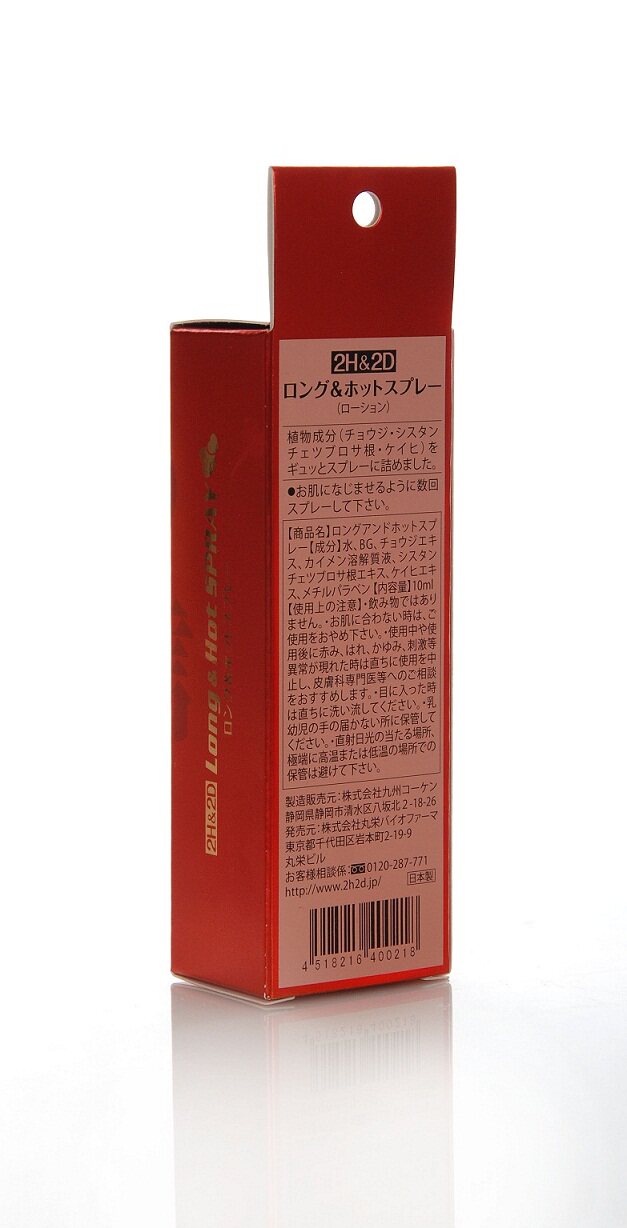 2H&2D
ロング&ホットスプレー
(ローション)
植物成分(チョウジ・シスタン
チェツブロサ根・ケイヒ)を
ギュッとスプレーに詰めました。
●お肌になじませるように数回
スプレーして下さい。
【商品名】ロングアンドホットスプ
レー【成分】水、BG、チョウジエキ
ス、カイメン溶解質液、シスタン
チェツブロサ根エキス、ケイヒエキ
ス、メチルパラベン【内容量】10ml
【使用上の注意】・飲み物ではあり
ません。・お肌に合わない時は、ご
使用をおやめ下さい。・使用中や使
用後に赤み、はれ、かゆみ、刺激等
異常が現れた時は直ちに使用を中
止し、皮膚科専門医等へのご相談
をおすすめします。・目に入った時
は直ちに洗い流してください。・乳
幼児の手の届かない所に保管して
ください。・直射日光の当たる場所、
極端に高温または低温の場所での
保管は避けて下さい。
製造販売元:株式会社九州コーケン
静岡県静岡市清水区八坂北2-18-26
発売元:株式会社丸栄バイオファーマ
東京都千代田区岩本町2-19-9
丸栄ビル
お客様相談係:0120-287-771
http://www.2h2d.jp/ 日本製
4 518216 400218
2H&2D Long & Hot SPRAY